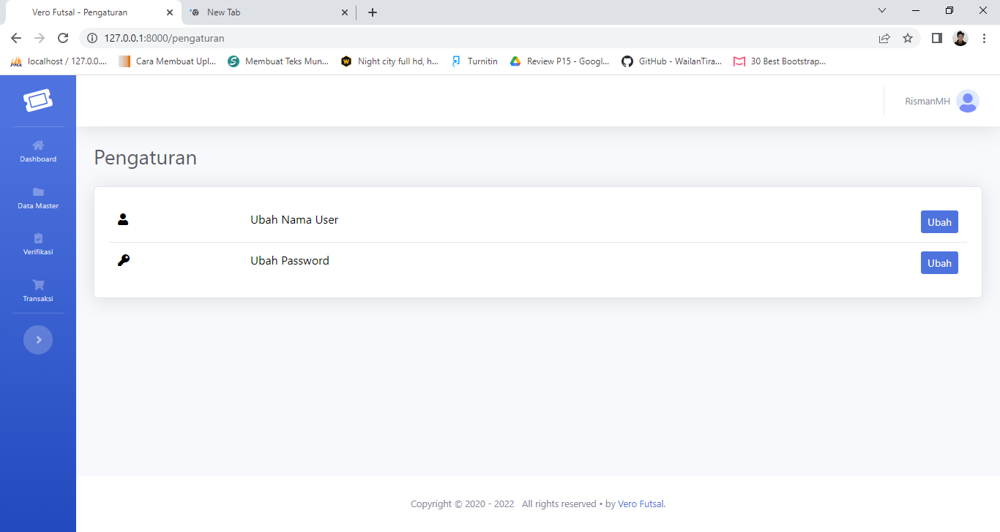 Vero Futsal - Pengaturan
New Tab
127.0.0.1:8000/pengaturan
PMA
localhost / 127.0.0....
Cara Membuat Upl...
Membuat Teks Mun...
Night city full hd, h...
Turnitin
Review P15 - Googl...
GitHub - WailanTira...
30 Best Bootstrap...
RismanMH
Dashboard
Data Master
Verifikasi
Transaksi
Pengaturan
Ubah Nama User
Ubah
Ubah Password
Ubah
Copyright © 2020 - 2022 All rights reserved • by Vero Futsal.